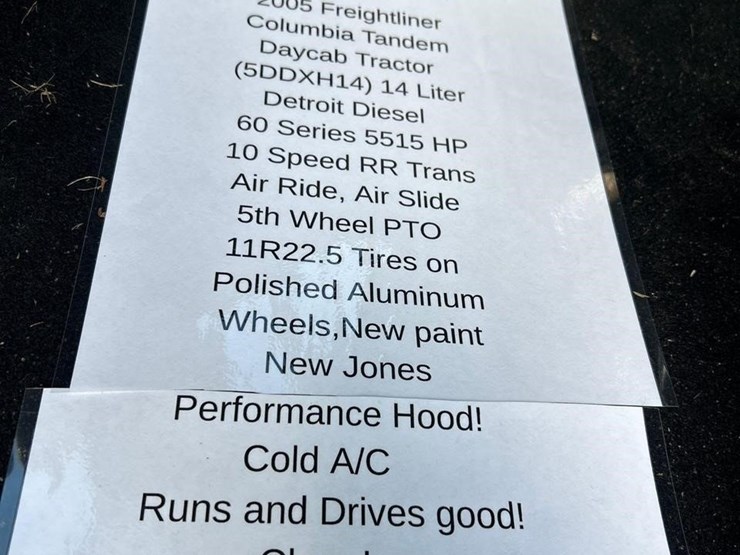 2005 Freightliner
Columbia Tandem
Daycab Tractor
(5DDXH14) 14 Liter
Detroit Diesel
60 Series 5515 HP
10 Speed RR Trans
Air Ride, Air Slide
5th Wheel PTO
11R22.5 Tires on
Polished Aluminum
Wheels,New paint
New Jones
Performance Hood!
Cold A/C
Runs and Drives good!